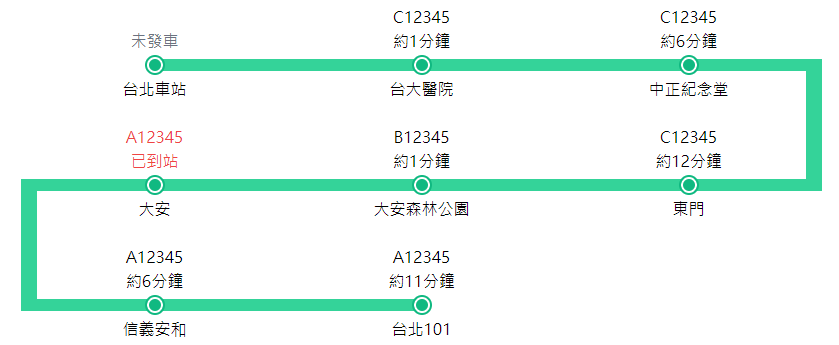 未發車
台北車站
C12345
約1分鐘
台大醫院
C12345
約6分鐘
中正紀念堂
C12345
約12分鐘
東門
B12345
約1分鐘
大安森林公園
A12345
已到站
大安
A12345
約6分鐘
信義安和
A12345
約11分鐘
台北101